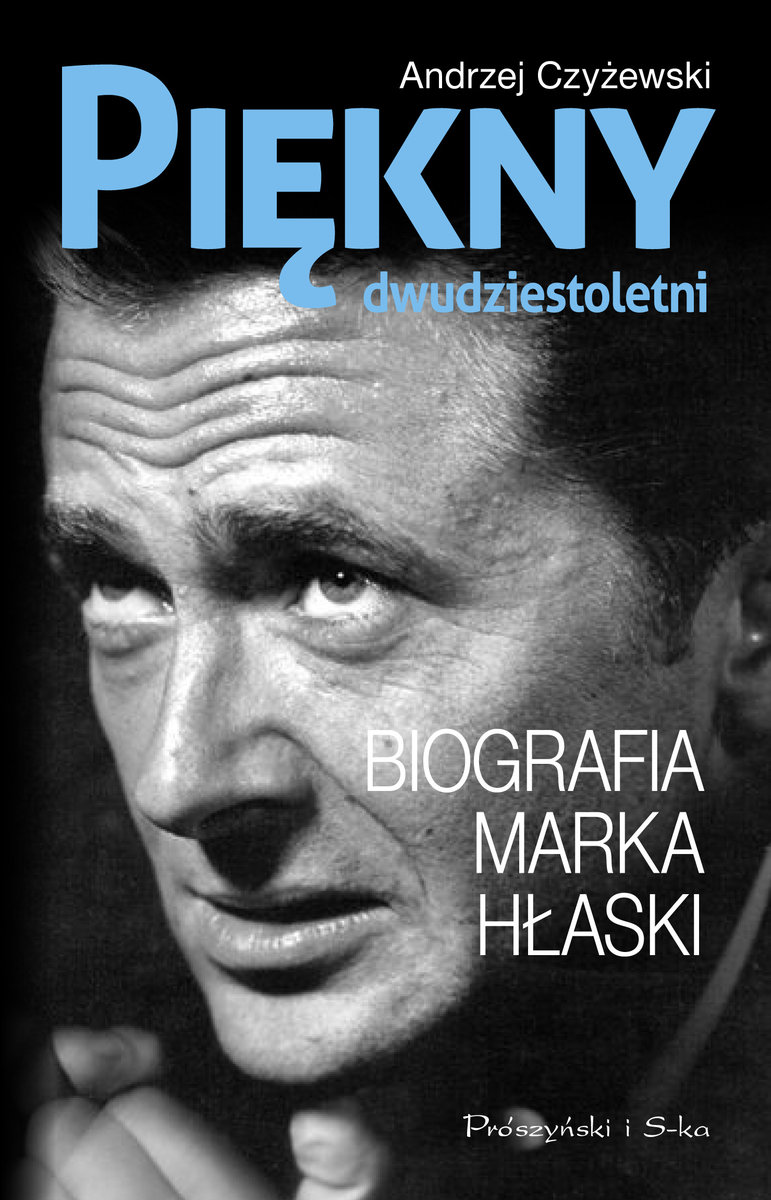 Andrzej Czyżewski
PIĘKNY
dwudziestoletni
BIOGRAFIA
MARKA
HŁASKI
Prószyński i S-ka